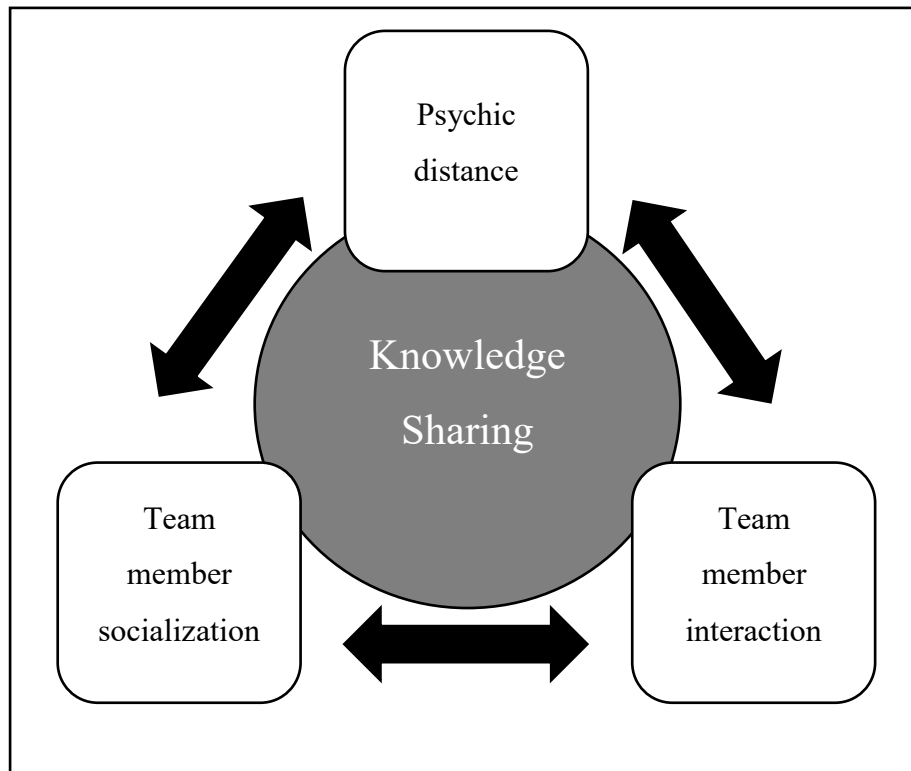 Psychic
distance
Knowledge
Sharing
Team
member
socialization
Team
member
interaction